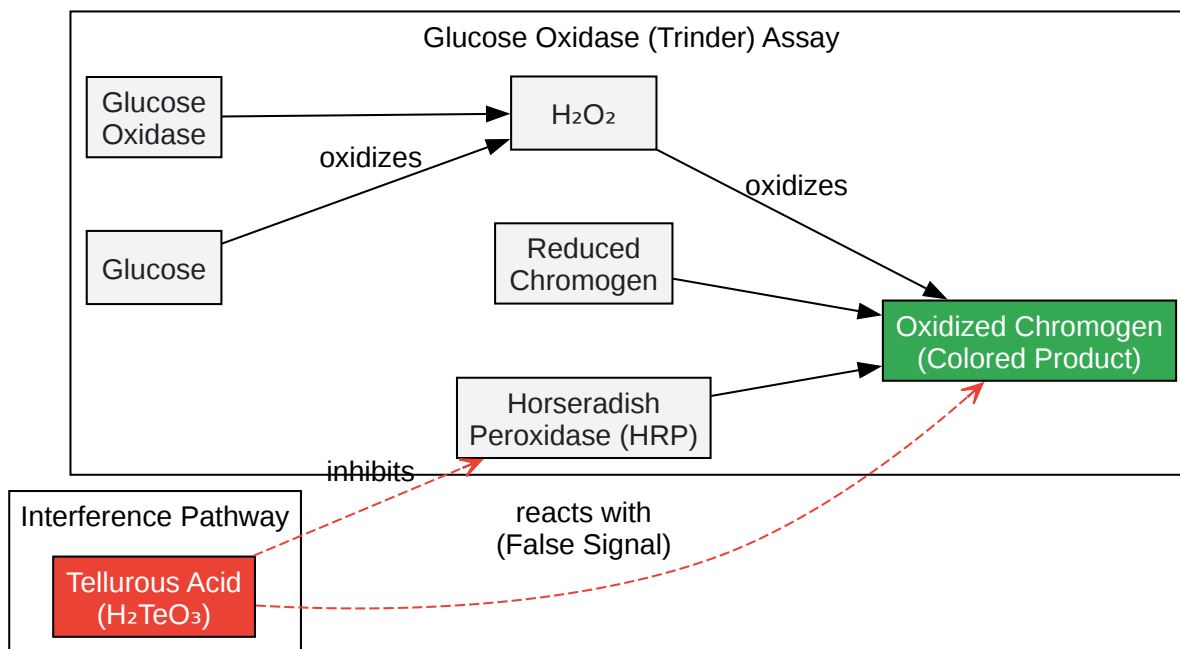 Glucose Oxidase (Trinder) Assay
Glucose
Oxidase
H₂O₂
oxidizes
oxidizes
Glucose
Reduced
Chromogen
Oxidized Chromogen
(Colored Product)
Horseradish
Peroxidase (HRP)
inhibits
Interference Pathway
reacts with
(False Signal)
Tellurous Acid
(H₂TeO₃)